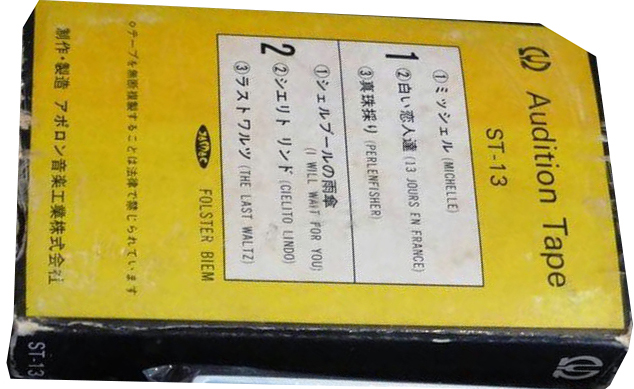 Audition Tape
ST-13
1
①ミッシェル (MICHELLE)
②白い恋人達 (13 JOURS EN FRANCE)
③真珠採り (PERLENFISHER)
2
①シェルブールの雨傘
(I WILL WAIT FOR YOU)
②シエリト リンド (CIELITO LINDO)
③ラストワルツ (THE LAST WALTZ)
JASRAC
FOLSTER BIEM
○テープを無断複製することは法律で禁じられています
制作・製造 アポロン音楽工業株式会社
ST-13